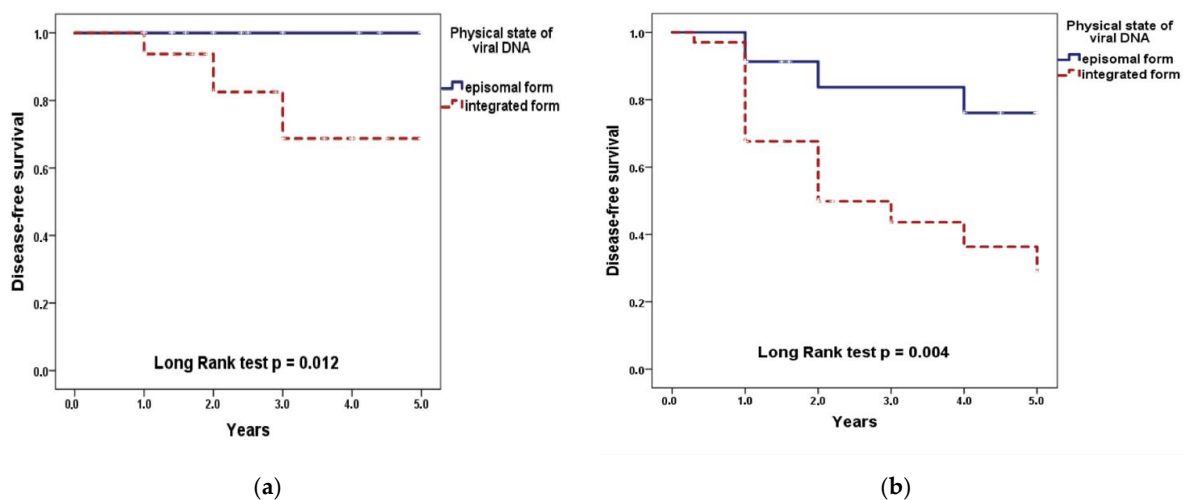 Physical state of
viral DNA
episomal form
integrated form
Disease-free survival
1.0
0.8
0.6
0.4
0.2
0.0
Long Rank test p = 0.012
0.0 1.0 2.0 3.0 4.0 5.0
Years
(a)
Physical state of
viral DNA
episomal form
integrated form
Disease-free survival
1.0
0.8
0.6
0.4
0.2
0.0
Long Rank test p = 0.004
0.0 1.0 2.0 3.0 4.0 5.0
Years
(b)